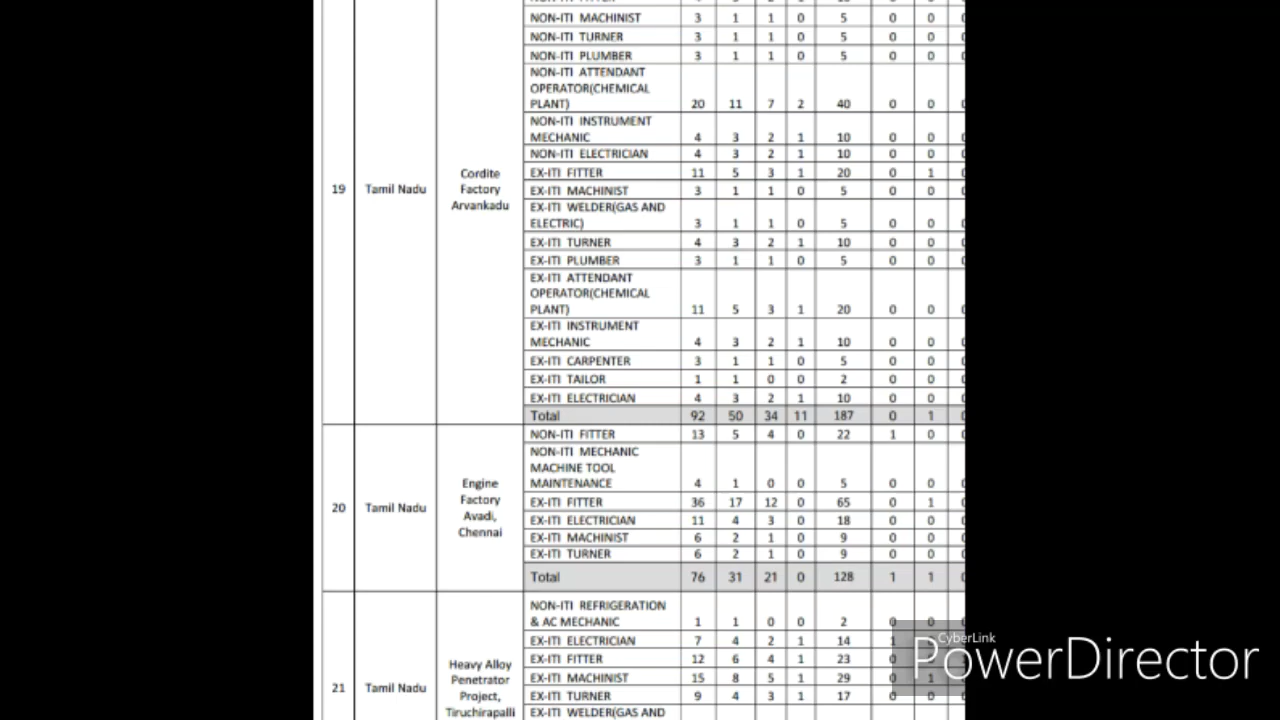 NON-ITI MACHINIST 3 1 1 0 5 0 0
NON-ITI TURNER 3 1 1 0 5 0 0
NON-ITI PLUMBER 3 1 1 0 5 0 0
NON-ITI ATTENDANT
OPERATOR(CHEMICAL
PLANT) 20 11 7 2 40 0 0
NON-ITI INSTRUMENT
MECHANIC 4 3 2 1 10 0 0
NON-ITI ELECTRICIAN 4 3 2 1 10 0 0
19 Tamil Nadu Cordite
Factory
Arvankadu
EX-ITI FITTER 11 5 3 1 20 0 1
EX-ITI MACHINIST 3 1 1 0 5 0 0
EX-ITI WELDER(GAS AND
ELECTRIC) 3 1 1 0 5 0 0
EX-ITI TURNER 4 3 2 1 10 0 0
EX-ITI PLUMBER 3 1 1 0 5 0 0
EX-ITI ATTENDANT
OPERATOR(CHEMICAL
PLANT) 11 5 3 1 20 0 0
EX-ITI INSTRUMENT
MECHANIC 4 3 2 1 10 0 0
EX-ITI CARPENTER 3 1 1 0 5 0 0
EX-ITI TAILOR 1 1 0 0 2 0 0
EX-ITI ELECTRICIAN 4 3 2 1 10 0 0
Total 92 50 34 11 187 0 1
NON-ITI FITTER 13 5 4 0 22 1 0
NON-ITI MECHANIC
MACHINE TOOL
MAINTENANCE 4 1 0 0 5 0 0
20 Tamil Nadu Engine
Factory
Avadi,
Chennai
EX-ITI FITTER 36 17 12 0 65 0 1
EX-ITI ELECTRICIAN 11 4 3 0 18 0 0
EX-ITI MACHINIST 6 2 1 0 9 0 0
EX-ITI TURNER 6 2 1 0 9 0 0
Total 76 31 21 0 128 1 1
NON-ITI REFRIGERATION
& AC MECHANIC 1 1 0 0 2 0 0
EX-ITI ELECTRICIAN 7 4 2 1 14 1
EX-ITI FITTER 12 6 4 1 23 0
EX-ITI MACHINIST 15 8 5 1 29 0 1
EX-ITI TURNER 9 4 3 1 17 0 0
21 Tamil Nadu Heavy Alloy
Penetrator
Project,
Tiruchirapalli
EX-ITI WELDER(GAS AND
CyberLink
PowerDirector